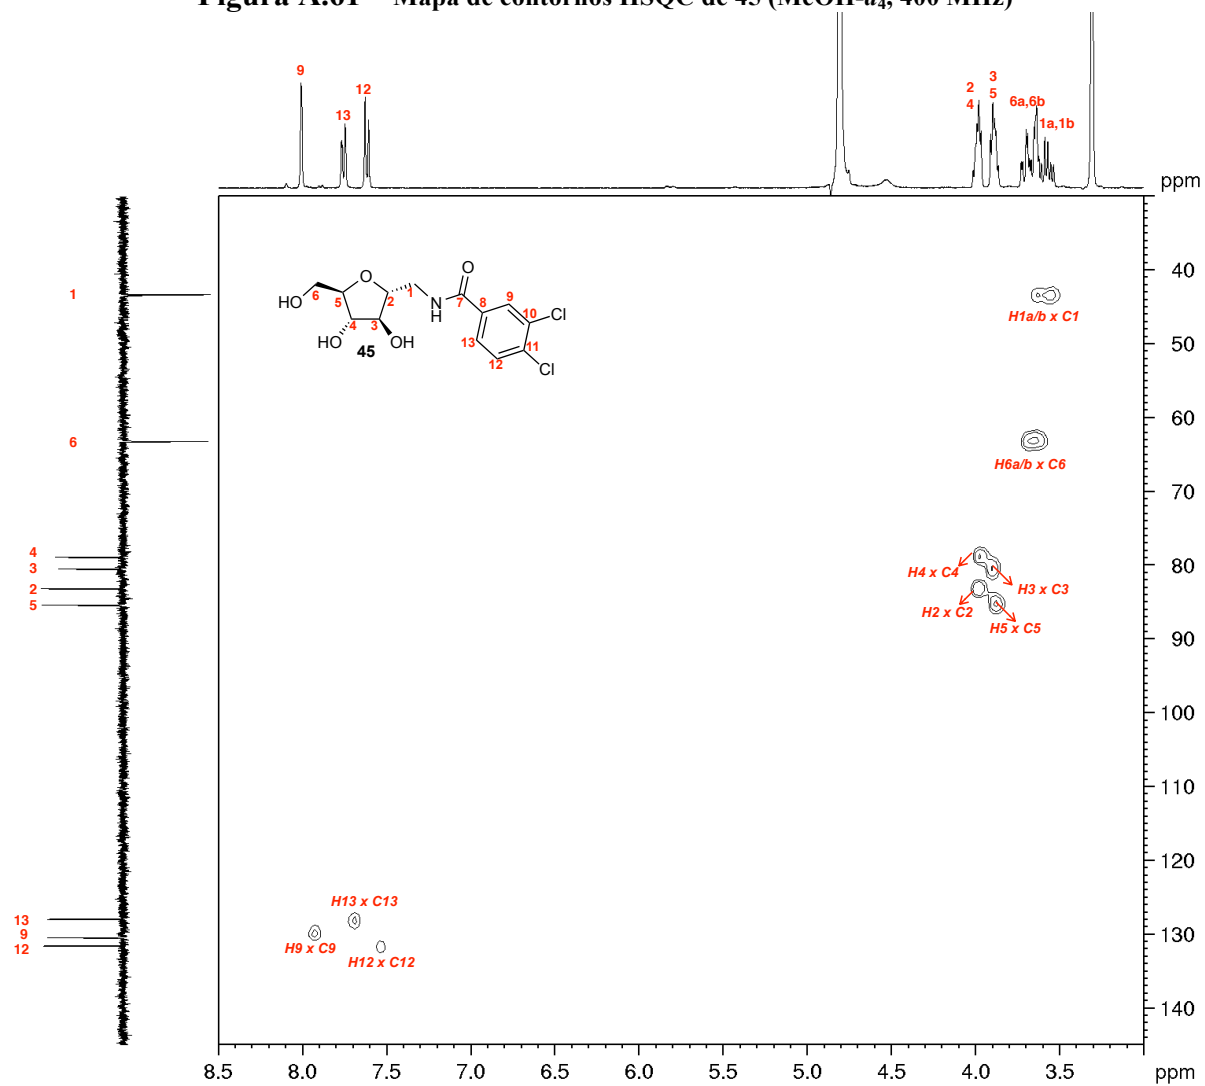 Figura A.61 – Mapa de contornos HSQC de 45 (MeOH-d4, 400 MHz)
9
13
12
2
4
3
5
6a,6b
1a,1b
ppm
1
6
4
3
2
5
13
9
12
O
HO
6
5
O
1
2
N
H
7
8
9
10
Cl
4
3
HO
OH
45
13
11
12
Cl
H1a/b x C1
H6a/b x C6
H4 x C4
H3 x C3
H2 x C2
H5 x C5
H13 x C13
H9 x C9
H12 x C12
40
50
60
70
80
90
100
110
120
130
140
8.5 8.0 7.5 7.0 6.5 6.0 5.5 5.0 4.5 4.0 3.5 ppm